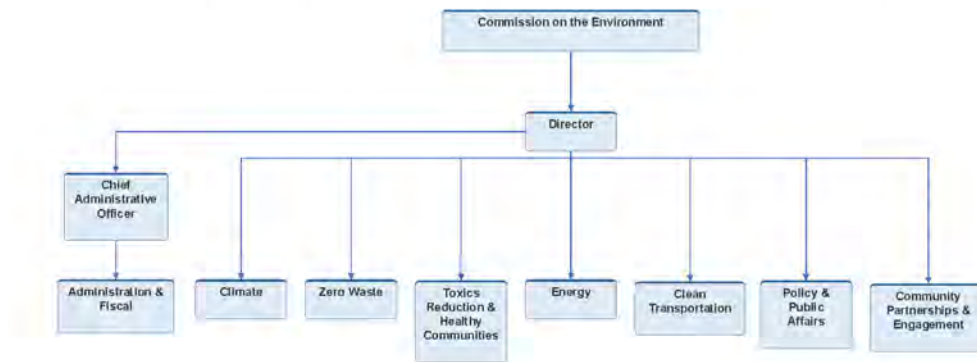 Commission on the Environment
Director
Chief
Administrative
Officer
Administration &
Fiscal
Climate
Zero Waste
Toxics
Reduction &
Healthy
Communities
Energy
Clean
Transportation
Policy &
Public
Affairs
Community
Partnerships &
Engagement